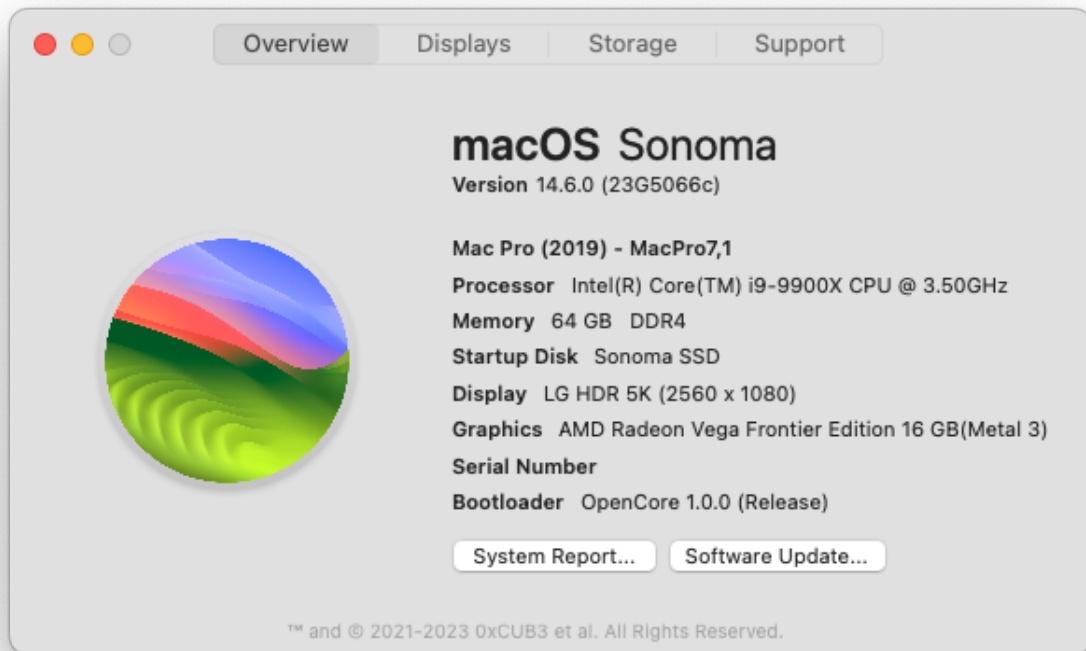 Overview Displays Storage Support
macOS Sonoma
Version 14.6.0 (23G5066c)
Mac Pro (2019) - MacPro7,1
Processor Intel(R) Core(TM) i9-9900X CPU @ 3.50GHz
Memory 64 GB DDR4
Startup Disk Sonoma SSD
Display LG HDR 5K (2560 x 1080)
Graphics AMD Radeon Vega Frontier Edition 16 GB(Metal 3)
Serial Number
Bootloader OpenCore 1.0.0 (Release)
System Report... Software Update...
™ and © 2021-2023 0xCUB3 et al. All Rights Reserved.